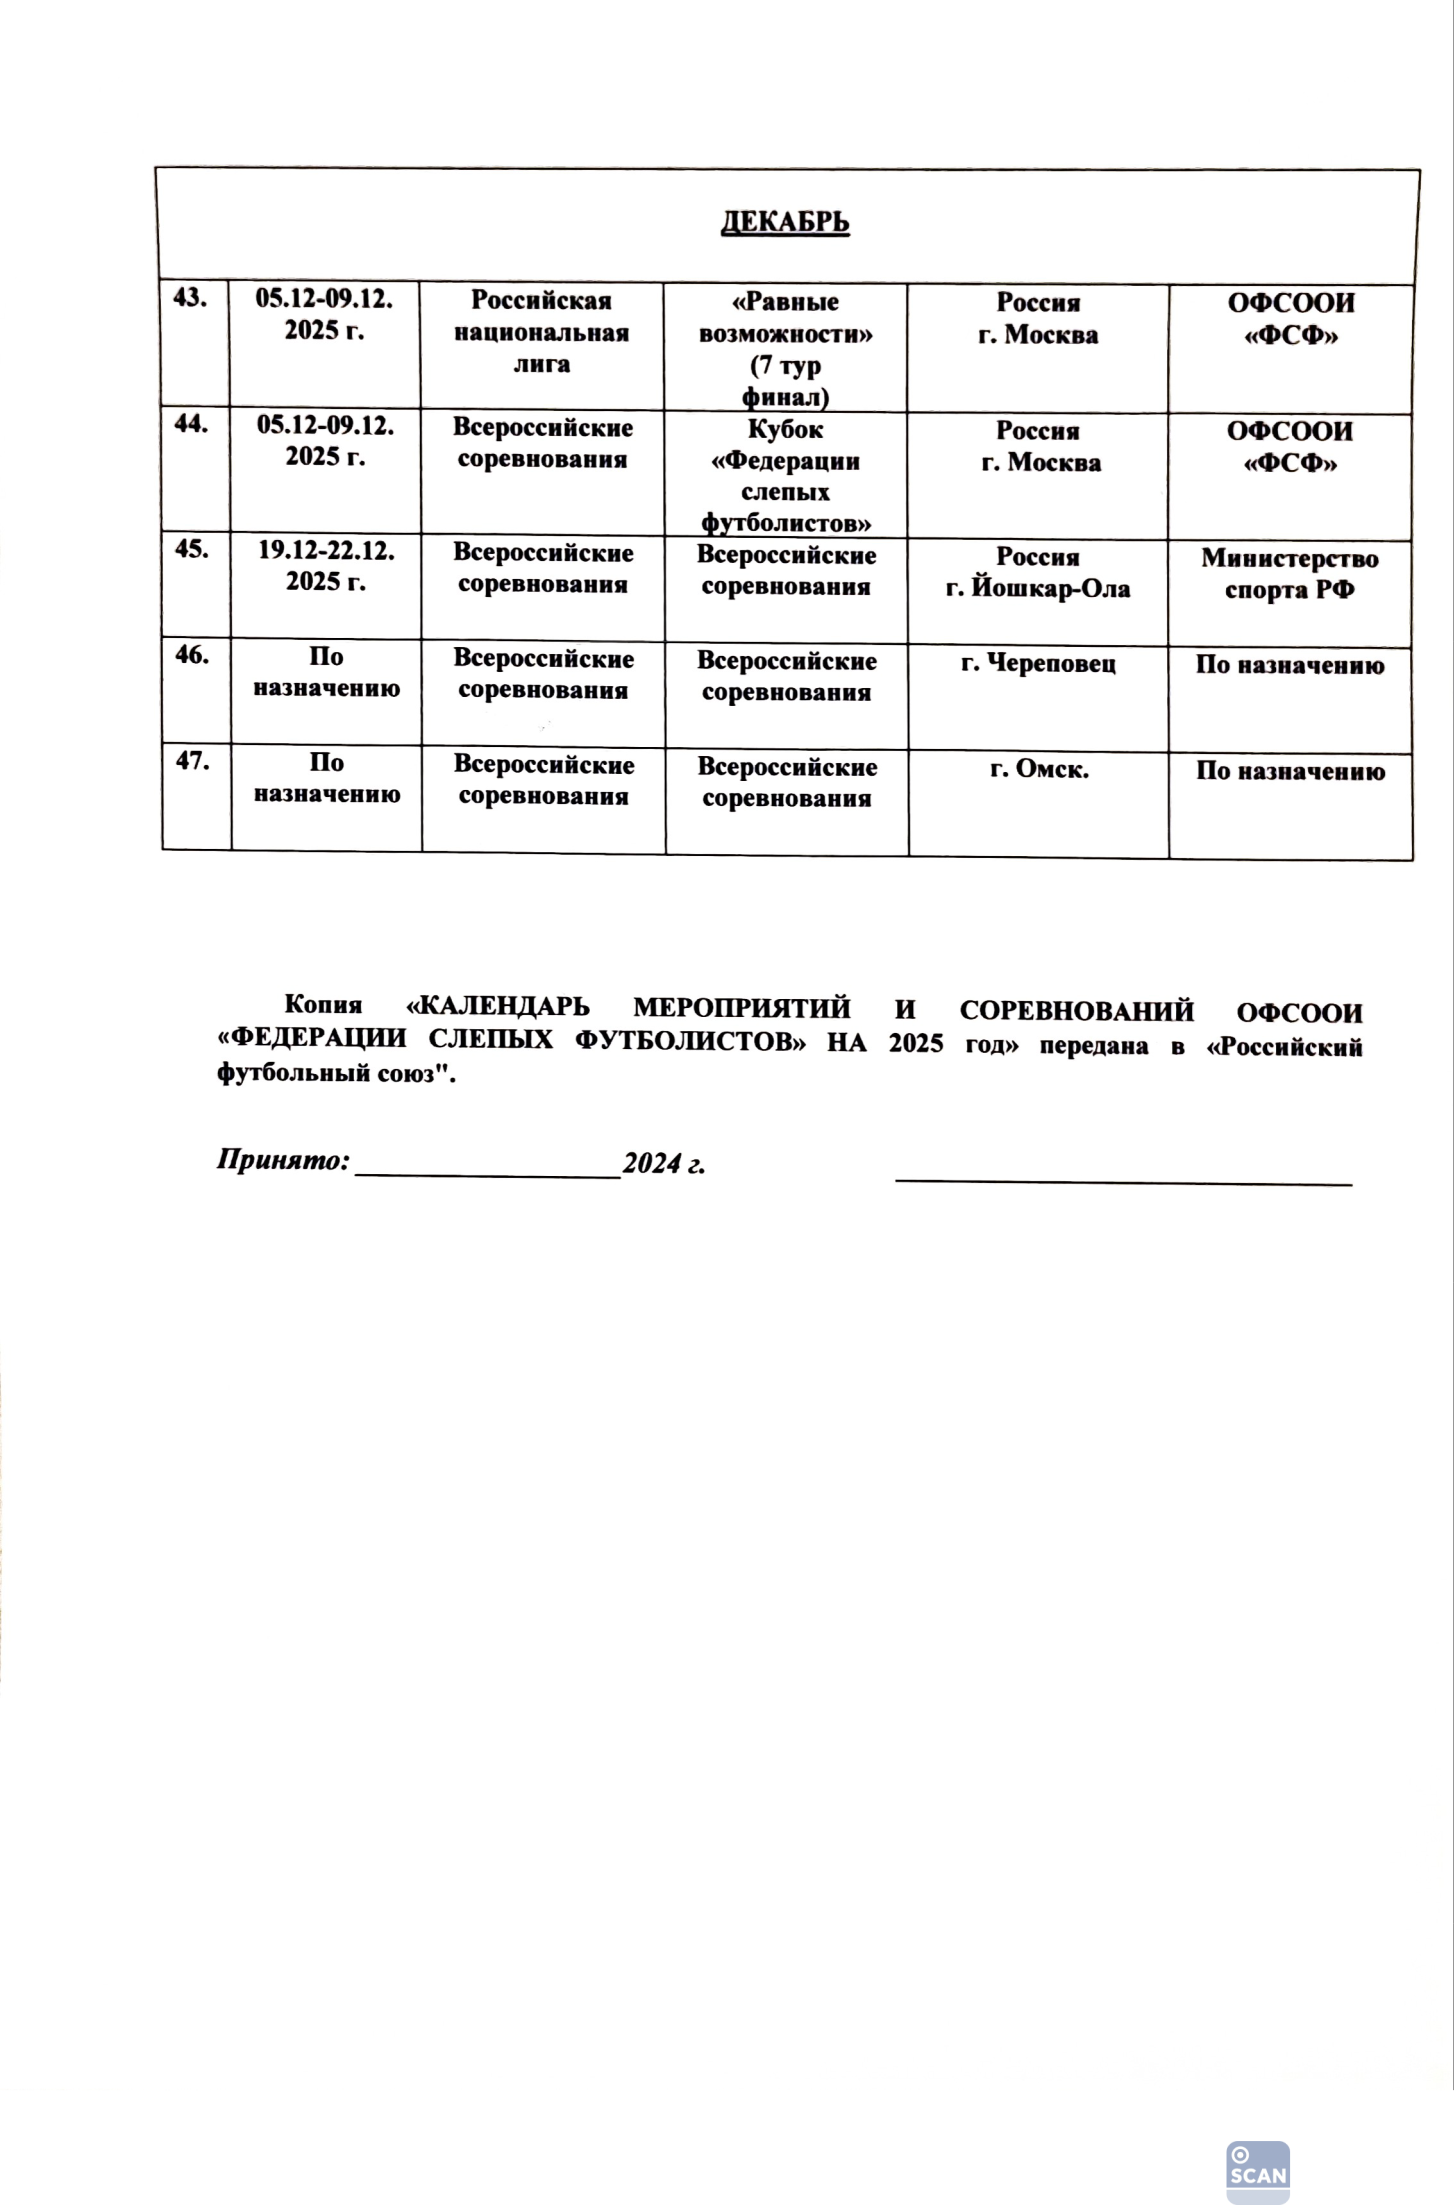 ДЕКАБРЬ
43.
05.12-09.12.
2025 г.
Российская
национальная
лига
«Равные
возможности»
(7 тур
финал)
Россия
г. Москва
ОФСООИ
«ФСФ»
44.
05.12-09.12.
2025 г.
Всероссийские
соревнования
Кубок
«Федерации
слепых
футболистов»
Россия
г. Москва
ОФСООИ
«ФСФ»
45.
19.12-22.12.
2025 г.
Всероссийские
соревнования
Всероссийские
соревнования
Россия
г. Йошкар-Ола
Министерство
спорта РФ
46.
По
назначению
Всероссийские
соревнования
Всероссийские
соревнования
г. Череповец
По назначению
47.
По
назначению
Всероссийские
соревнования
Всероссийские
соревнования
г. Омск.
По назначению
Копия «КАЛЕНДАРЬ МЕРОПРИЯТИЙ И СОРЕВНОВАНИЙ ОФСООИ
«ФЕДЕРАЦИИ СЛЕПЫХ ФУТБОЛИСТОВ» НА 2025 год» передана в «Российский
футбольный союз".
Принято: ____________________2024 г. ____________________
SCAN